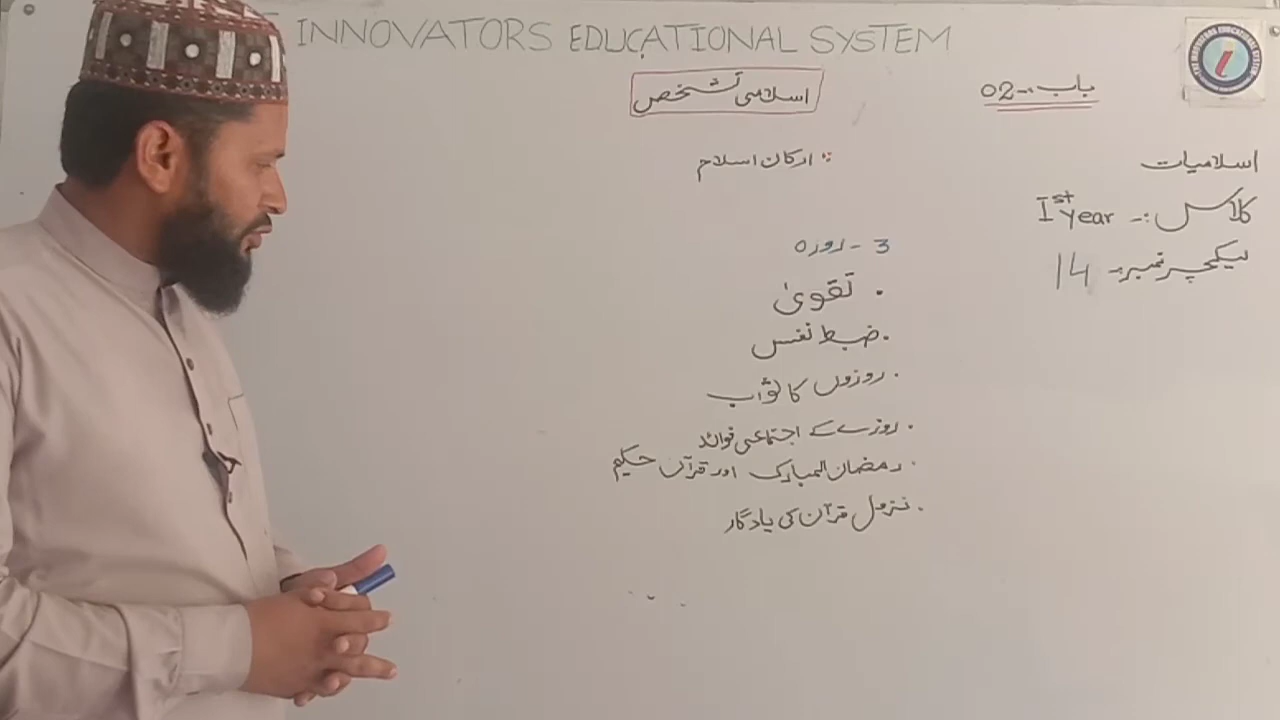 INNOVATORS EDUCATIONAL SYSTEM
باب :- 02
اسلامی تشخص
اسلامیات
کلاس :- Ist year
لیکچر نمبر :- 14
ارکان اسلام :
3 - روزہ
. تقویٰ
. ضبط نفس
. روزوں کا ثواب
. روزے کے اجتماعی فوائد
. رمضان المبارک اور قرآن حکیم
. نزول قرآن کی یادگار